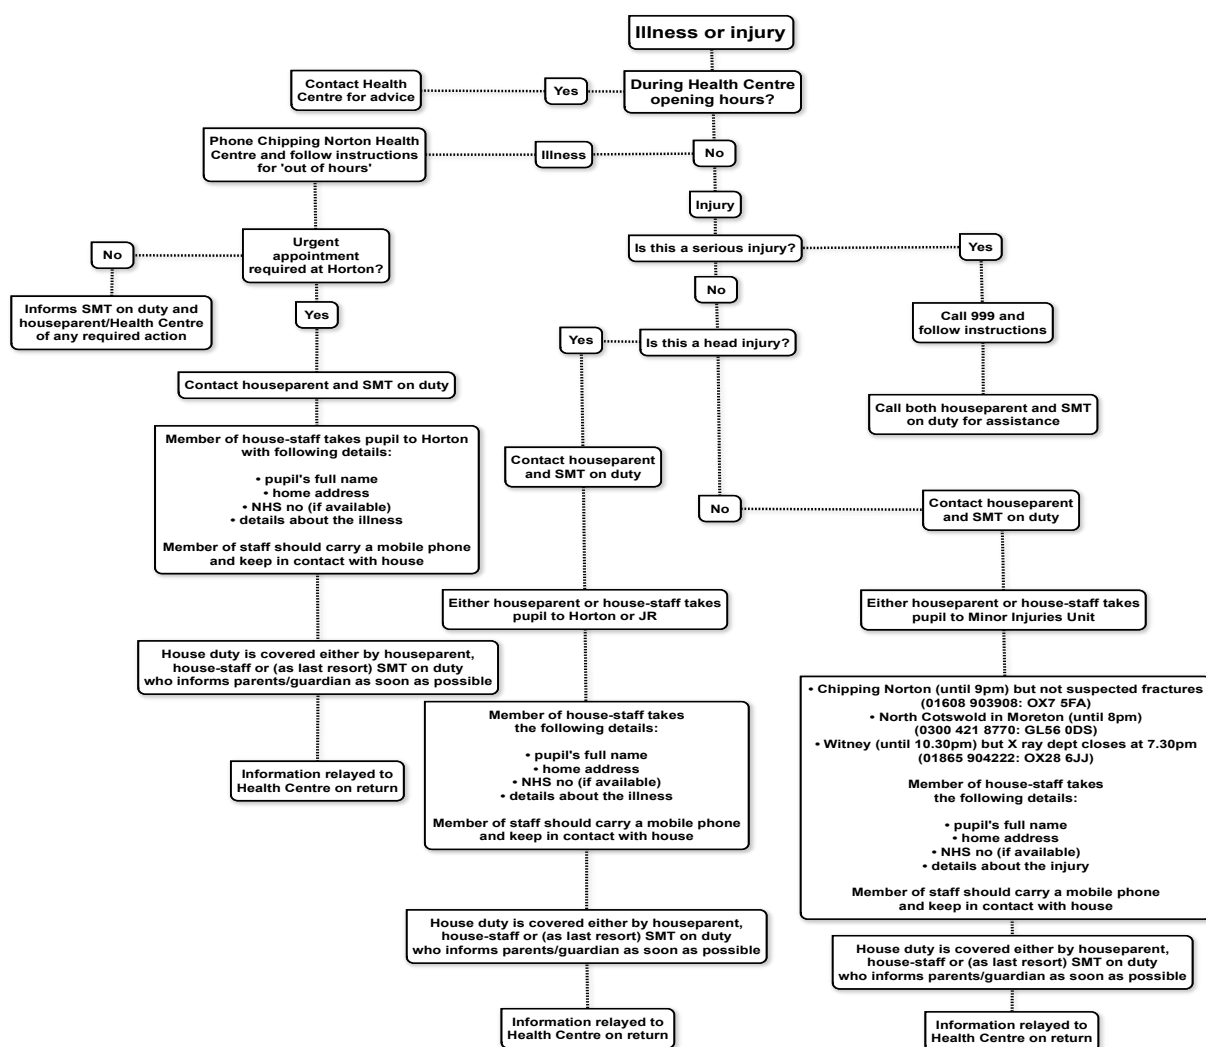 Illness or injury
Contact Health
Centre for advice
Yes
During Health Centre
opening hours?
Phone Chipping Norton Health
Centre and follow instructions
for 'out of hours'
Illness
No
Injury
Urgent
appointment
required at Horton?
No
Is this a serious injury?
Yes
Informs SMT on duty and
houseparent/Health Centre
of any required action
Yes
No
Call 999 and
follow instructions
Yes
Is this a head injury?
Contact houseparent and SMT on duty
Call both houseparent and SMT
on duty for assistance
Member of house-staff takes pupil to Horton
with following details:
• pupil's full name
• home address
• NHS no (if available)
• details about the illness
Member of staff should carry a mobile phone
and keep in contact with house
Contact houseparent
and SMT on duty
No
Contact houseparent
and SMT on duty
Either houseparent or house-staff takes
pupil to Horton or JR
Either houseparent or house-staff takes
pupil to Minor Injuries Unit
House duty is covered either by houseparent,
house-staff or (as last resort) SMT on duty
who informs parents/guardian as soon as possible
Information relayed to
Health Centre on return
Member of house-staff takes
the following details:
• pupil's full name
• home address
• NHS no (if available)
• details about the illness
Member of staff should carry a mobile phone
and keep in contact with house
• Chipping Norton (until 9pm) but not suspected fractures
(01608 903908: OX7 5FA)
• North Cotswold in Moreton (until 8pm)
(0300 421 8770: GL56 0DS)
• Witney (until 10.30pm) but X ray dept closes at 7.30pm
(01865 904222: OX28 6JJ)
Member of house-staff takes
the following details:
• pupil's full name
• home address
• NHS no (if available)
• details about the injury
Member of staff should carry a mobile phone
and keep in contact with house
House duty is covered either by houseparent,
house-staff or (as last resort) SMT on duty
who informs parents/guardian as soon as possible
House duty is covered either by houseparent,
house-staff or (as last resort) SMT on duty
who informs parents/guardian as soon as possible
Information relayed to
Health Centre on return
Information relayed to
Health Centre on return